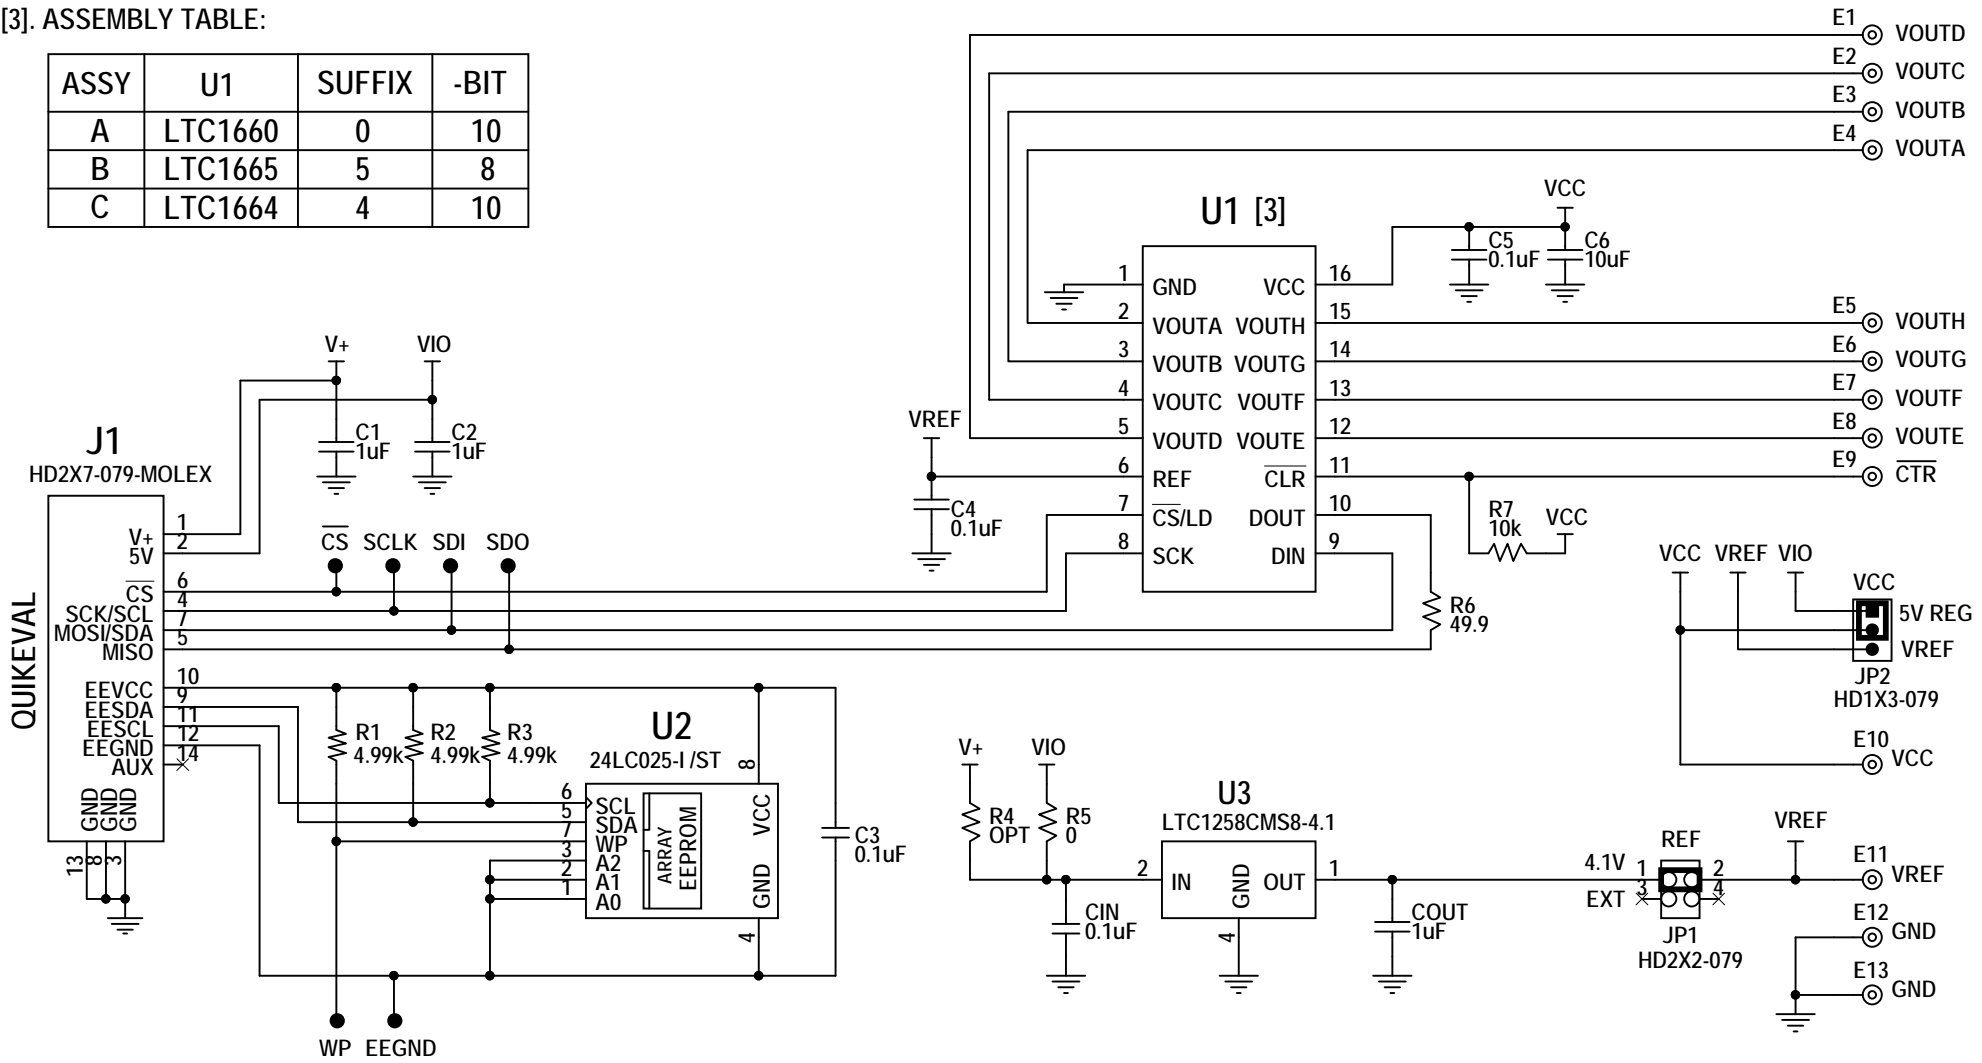 [3]. ASSEMBLY TABLE:
ASSY U1 SUFFIX -BIT
A LTC1660 0 10
B LTC1665 5 8
C LTC1664 4 10
E1 VOUTD
E2 VOUTC
E3 VOUTB
E4 VOUTA
U1 [3]
VCC
C5
0.1uF
C6
10uF
1 GND VCC 16
2 VOUTA VOUTH 15
3 VOUTB VOUTG 14
4 VOUTC VOUTF 13
5 VOUTD VOUTE 12
6 REF CLR 11
7 CS/LD DOUT 10
8 SCK DIN 9
E5 VOUTH
E6 VOUTG
E7 VOUTF
E8 VOUTE
E9 CTR
VREF
C4
0.1uF
R7
10k
VCC
R6
49.9
V+
VIO
C1
1uF
C2
1uF
J1
HD2X7-079-MOLEX
QUIKEVAL
V+ 1
5V 2
CS 6
SCK/SCL 4
MOSI/SDA 7
MISO 5
EEVCC 10
EESDA 9
EESCL 11
EEGND 12
AUX 14
GND
GND
GND
13
8
3
CS SCLK SDI SDO
R1
4.99k
R2
4.99k
R3
4.99k
U2
24LC025-I /ST
6 SCL
5 SDA
7 WP
3 A2
2 A1
1 A0
ARRAY
EEPROM
8
VCC
GND
4
C3
0.1uF
WP EEGND
V+
VIO
R4
OPT
R5
0
CIN
0.1uF
U3
LTC1258CMS8-4.1
2 IN GND OUT 1
4
COUT
1uF
4.1V
EXT
REF
1 2
3 4
JP1
HD2X2-079
VCC VREF VIO
VCC
5V REG
VREF
JP2
HD1X3-079
E10 VCC
VREF
E11 VREF
E12 GND
E13 GND